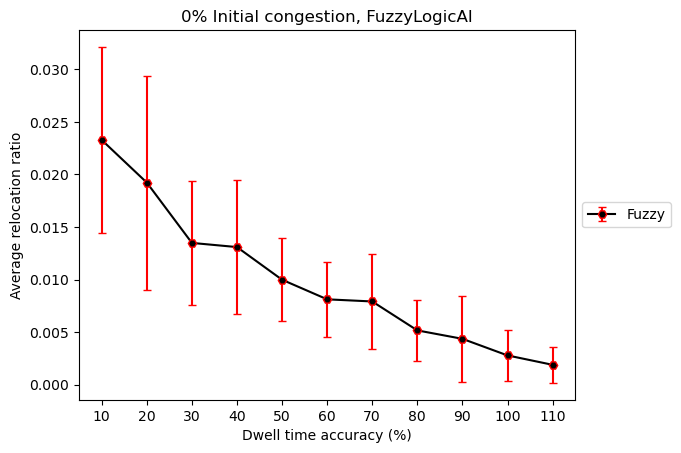 0% Initial congestion, FuzzyLogicAI
0.030
0.025
0.020
0.015
0.010
0.005
0.000
Average relocation ratio
10 20 30 40 50 60 70 80 90 100 110
Dwell time accuracy (%)
Fuzzy